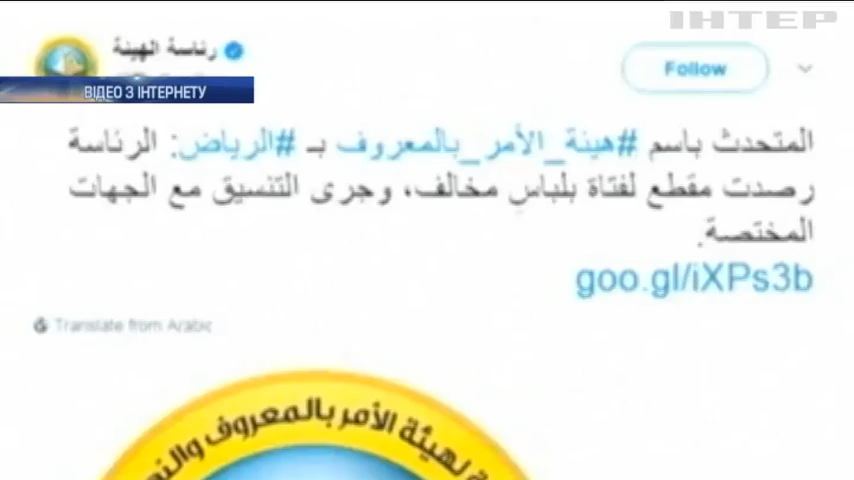 ІНТЕР
رئاسة الهيئة
Follow
ВІДЕО З ІНТЕРНЕТУ
المتحدث باسم #هيئة_الأمر_بالمعروف بـ #الرياض: الرئاسة
رصدت مقطع لفتاة بلباسٍ مخالف، وجرى التنسيق مع الجهات
المختصة.
goo.gl/iXPs3b
Translate from Arabic
لهيئة الأمر بالمعروف